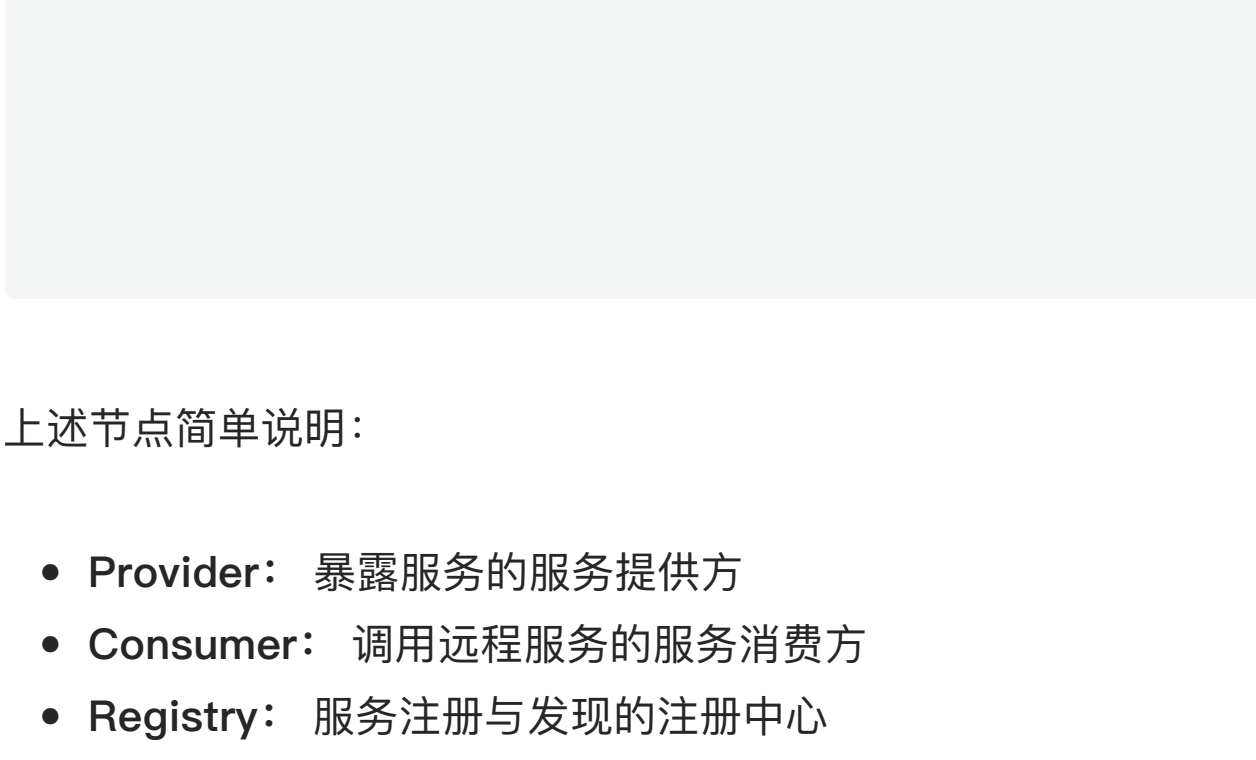 上述节点简单说明：
• Provider： 暴露服务的服务提供方
• Consumer： 调用远程服务的服务消费方
• Registry： 服务注册与发现的注册中心